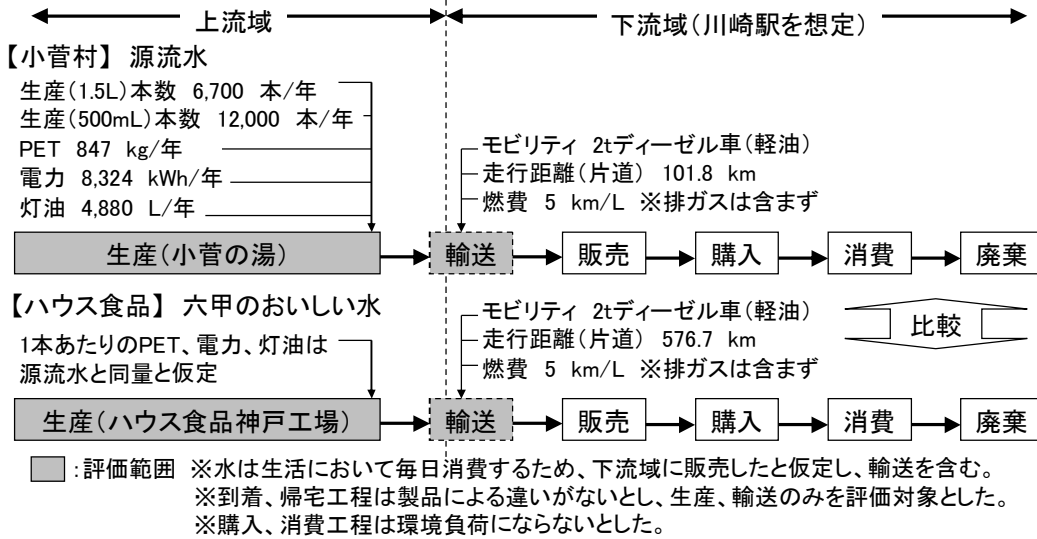 上流域
下流域(川崎駅を想定)
【小菅村】 源流水
生産(1.5L)本数 6,700 本/年
生産(500mL)本数 12,000 本/年
PET 847 kg/年
電力 8,324 kWh/年
灯油 4,880 L/年
モビリティ 2tディーゼル車(軽油)
走行距離(片道) 101.8 km
燃費 5 km/L ※排ガスは含まず
生産(小菅の湯)
輸送
販売
購入
消費
廃棄
【ハウス食品】 六甲のおいしい水
1本あたりのPET、電力、灯油は
源流水と同量と仮定
モビリティ 2tディーゼル車(軽油)
走行距離(片道) 576.7 km
燃費 5 km/L ※排ガスは含まず
比較
生産(ハウス食品神戸工場)
輸送
販売
購入
消費
廃棄
:評価範囲 ※水は生活において毎日消費するため、下流域に販売したと仮定し、輸送を含む。
※到着、帰宅工程は製品による違いがないとし、生産、輸送のみを評価対象とした。
※購入、消費工程は環境負荷にならないとした。